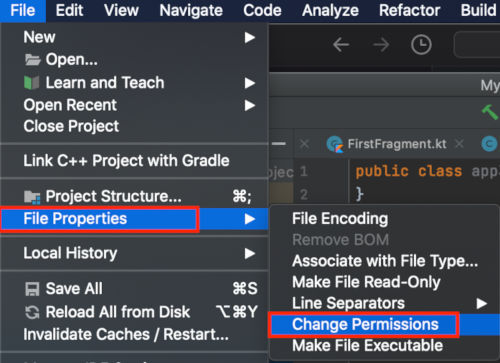 File Edit View Navigate Code Analyze Refactor Build
New
Open...
Learn and Teach
Open Recent
Close Project
Link C++ Project with Gradle
Project Structure... ⌘;
File Properties
Local History
Save All ⌘S
Reload All from Disk ⌥⌘Y
Invalidate Caches / Restart...
My
FirstFragment.kt
1 public class appa
2 }
File Encoding
Remove BOM
Associate with File Type...
Make File Read-Only
Line Separators
Change Permissions
Make File Executable